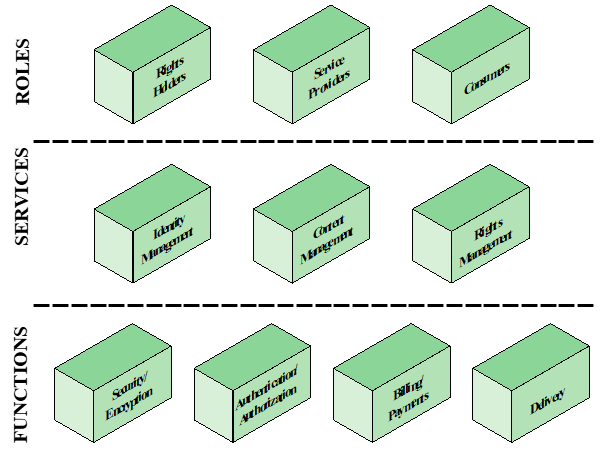 ROLES
Rights
Holders
Service
Providers
Consumers
SERVICES
Identity
Management
Content
Management
Rights
Management
FUNCTIONS
Security/
Encryption
Authentication/
Authorization
Billing/
Payments
Delivery